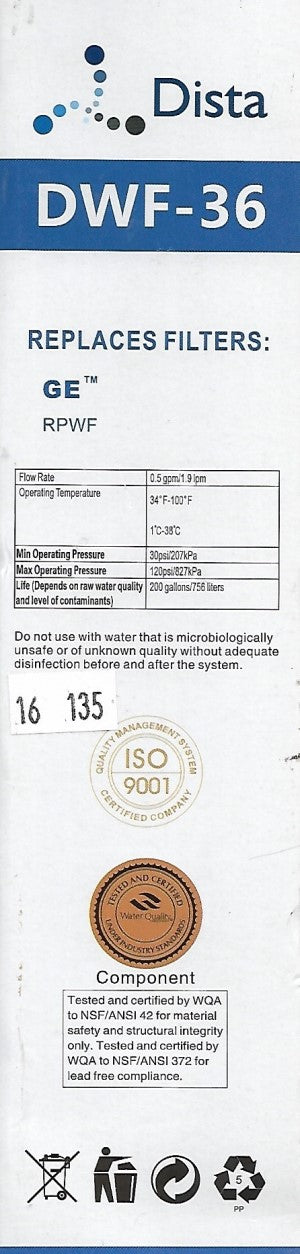 Dista
DWF-36
REPLACES FILTERS:
GE™
RPWF
Flow Rate 0.5 gpm/1.9 lpm
Operating Temperature 34°F-100°F
1°C-38°C
Min Operating Pressure 30psi/207kPa
Max Operating Pressure 120psi/827kPa
Life (Depends on raw water quality 200 gallons/756 liters
and level of contaminants)
Do not use with water that is microbiologically
unsafe or of unknown quality without adequate
disinfection before and after the system.
16 135
QUALITY MANAGEMENT SYSTEM
ISO
9001
CERTIFIED COMPANY
TESTED AND CERTIFIED
Water Quality
UNDER INDUSTRY STANDARDS
Component
Tested and certified by WQA
to NSF/ANSI 42 for material
safety and structural integrity
only. Tested and certified by
WQA to NSF/ANSI 372 for
lead free compliance.
5
PP